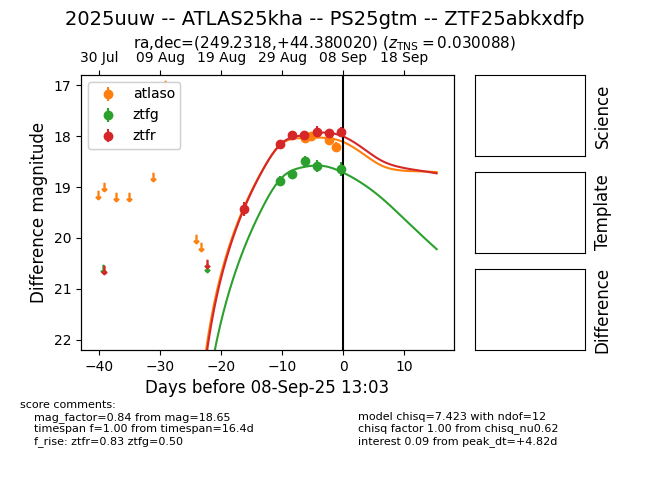 2025uuw -- ATLAS25kha -- PS25gtm -- ZTF25abkxdfp
ra,dec=(249.2318,+44.380020) (z_TNS = 0.030088)
30 Jul 09 Aug 19 Aug 29 Aug 08 Sep 18 Sep
atlaso
ztfg
ztfr
17
18
19
20
21
22
Difference magnitude
−40 −30 −20 −10 0 10
Days before 08-Sep-25 13:03
Science
Template
Difference
score comments:
mag_factor=0.84 from mag=18.65
timespan f=1.00 from timespan=16.4d
f_rise: ztfr=0.83 ztfg=0.50
model chisq=7.423 with ndof=12
chisq factor 1.00 from chisq_nu0.62
interest 0.09 from peak_dt=+4.82d